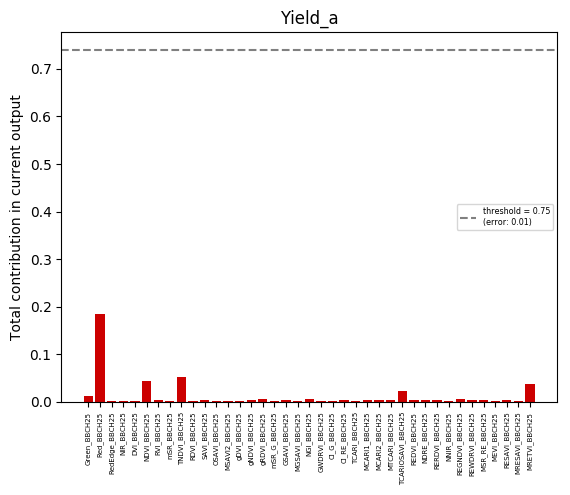 Yield_a
Total contribution in current output
0.7
0.6
0.5
0.4
0.3
0.2
0.1
0.0
threshold = 0.75
(error: 0.01)
Green_BBCH25
Red_BBCH25
RedEdge_BBCH25
NIR_BBCH25
DVI_BBCH25
NDVI_BBCH25
RVI_BBCH25
mSR_BBCH25
TNDVI_BBCH25
RDVI_BBCH25
SAVI_BBCH25
OSAVI_BBCH25
MSAVI2_BBCH25
gDVI_BBCH25
gNDVI_BBCH25
gRDVI_BBCH25
mSR_G_BBCH25
GSAVI_BBCH25
MGSAVI_BBCH25
NGI_BBCH25
GWDRVI_BBCH25
CI_G_BBCH25
CI_RE_BBCH25
TCARI_BBCH25
MCARI1_BBCH25
MCARI2_BBCH25
MTCARI_BBCH25
TCARIOSAVI_BBCH25
REDVI_BBCH25
NDRE_BBCH25
RERDVI_BBCH25
NNIR_BBCH25
REGNDVI_BBCH25
REWDRVI_BBCH25
MSR_RE_BBCH25
MEVI_BBCH25
RESAVI_BBCH25
MRESAVI_BBCH25
MRETVI_BBCH25